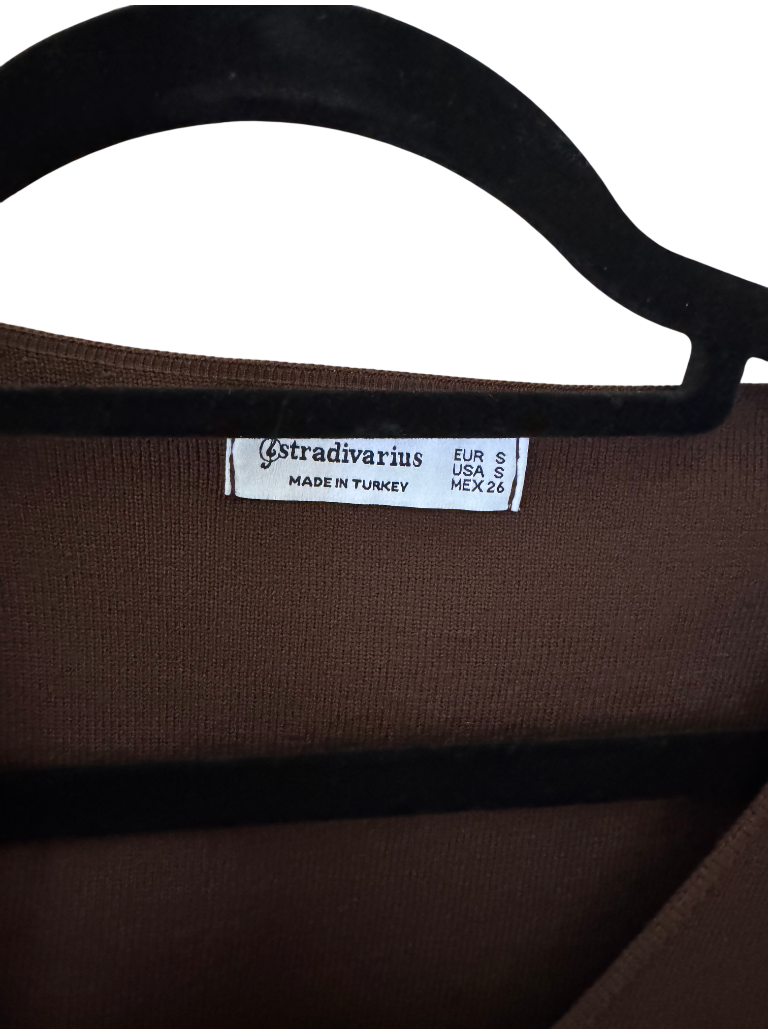 stradivarius
MADE IN TURKEY
EUR S
USA S
MEX 26